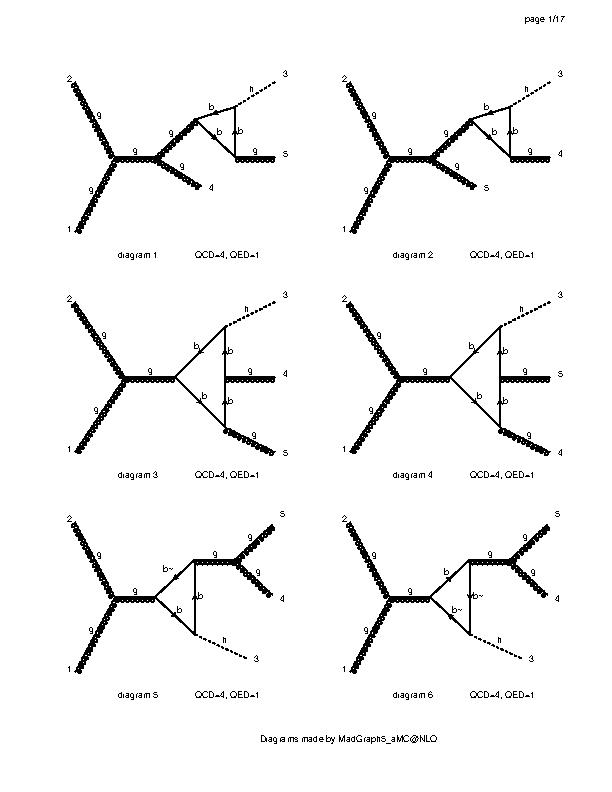 page 1/17
2 3 2 3
h h
b b
g g b b g g b b
g g g g g g
5 4
g g
4 5
g g
1 1
diagram 1 QCD=4, QED=1 diagram 2 QCD=4, QED=1
2 3 2 3
h h
g b b g b b
g g 4 g g 5
g b b g b b
g g
1 5 1 4
diagram 3 QCD=4, QED=1 diagram 4 QCD=4, QED=1
2 5 2 5
g g g g g g
b~ b
g g g g
b b b~ b~
4 4
g h g h
1 3 1 3
diagram 5 QCD=4, QED=1 diagram 6 QCD=4, QED=1
Diagrams made by MadGraph5_aMC@NLO